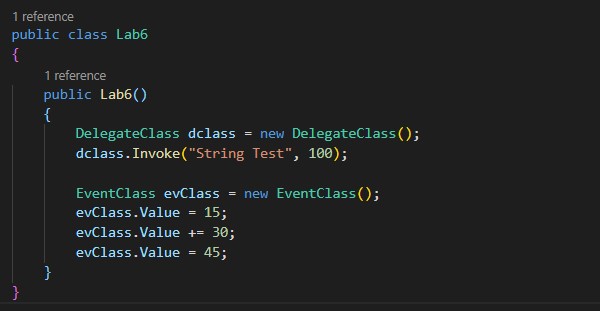 1 reference
public class Lab6
{
1 reference
public Lab6()
{
DelegateClass dclass = new DelegateClass();
dclass.Invoke("String Test", 100);
EventClass evClass = new EventClass();
evClass.Value = 15;
evClass.Value += 30;
evClass.Value = 45;
}
}